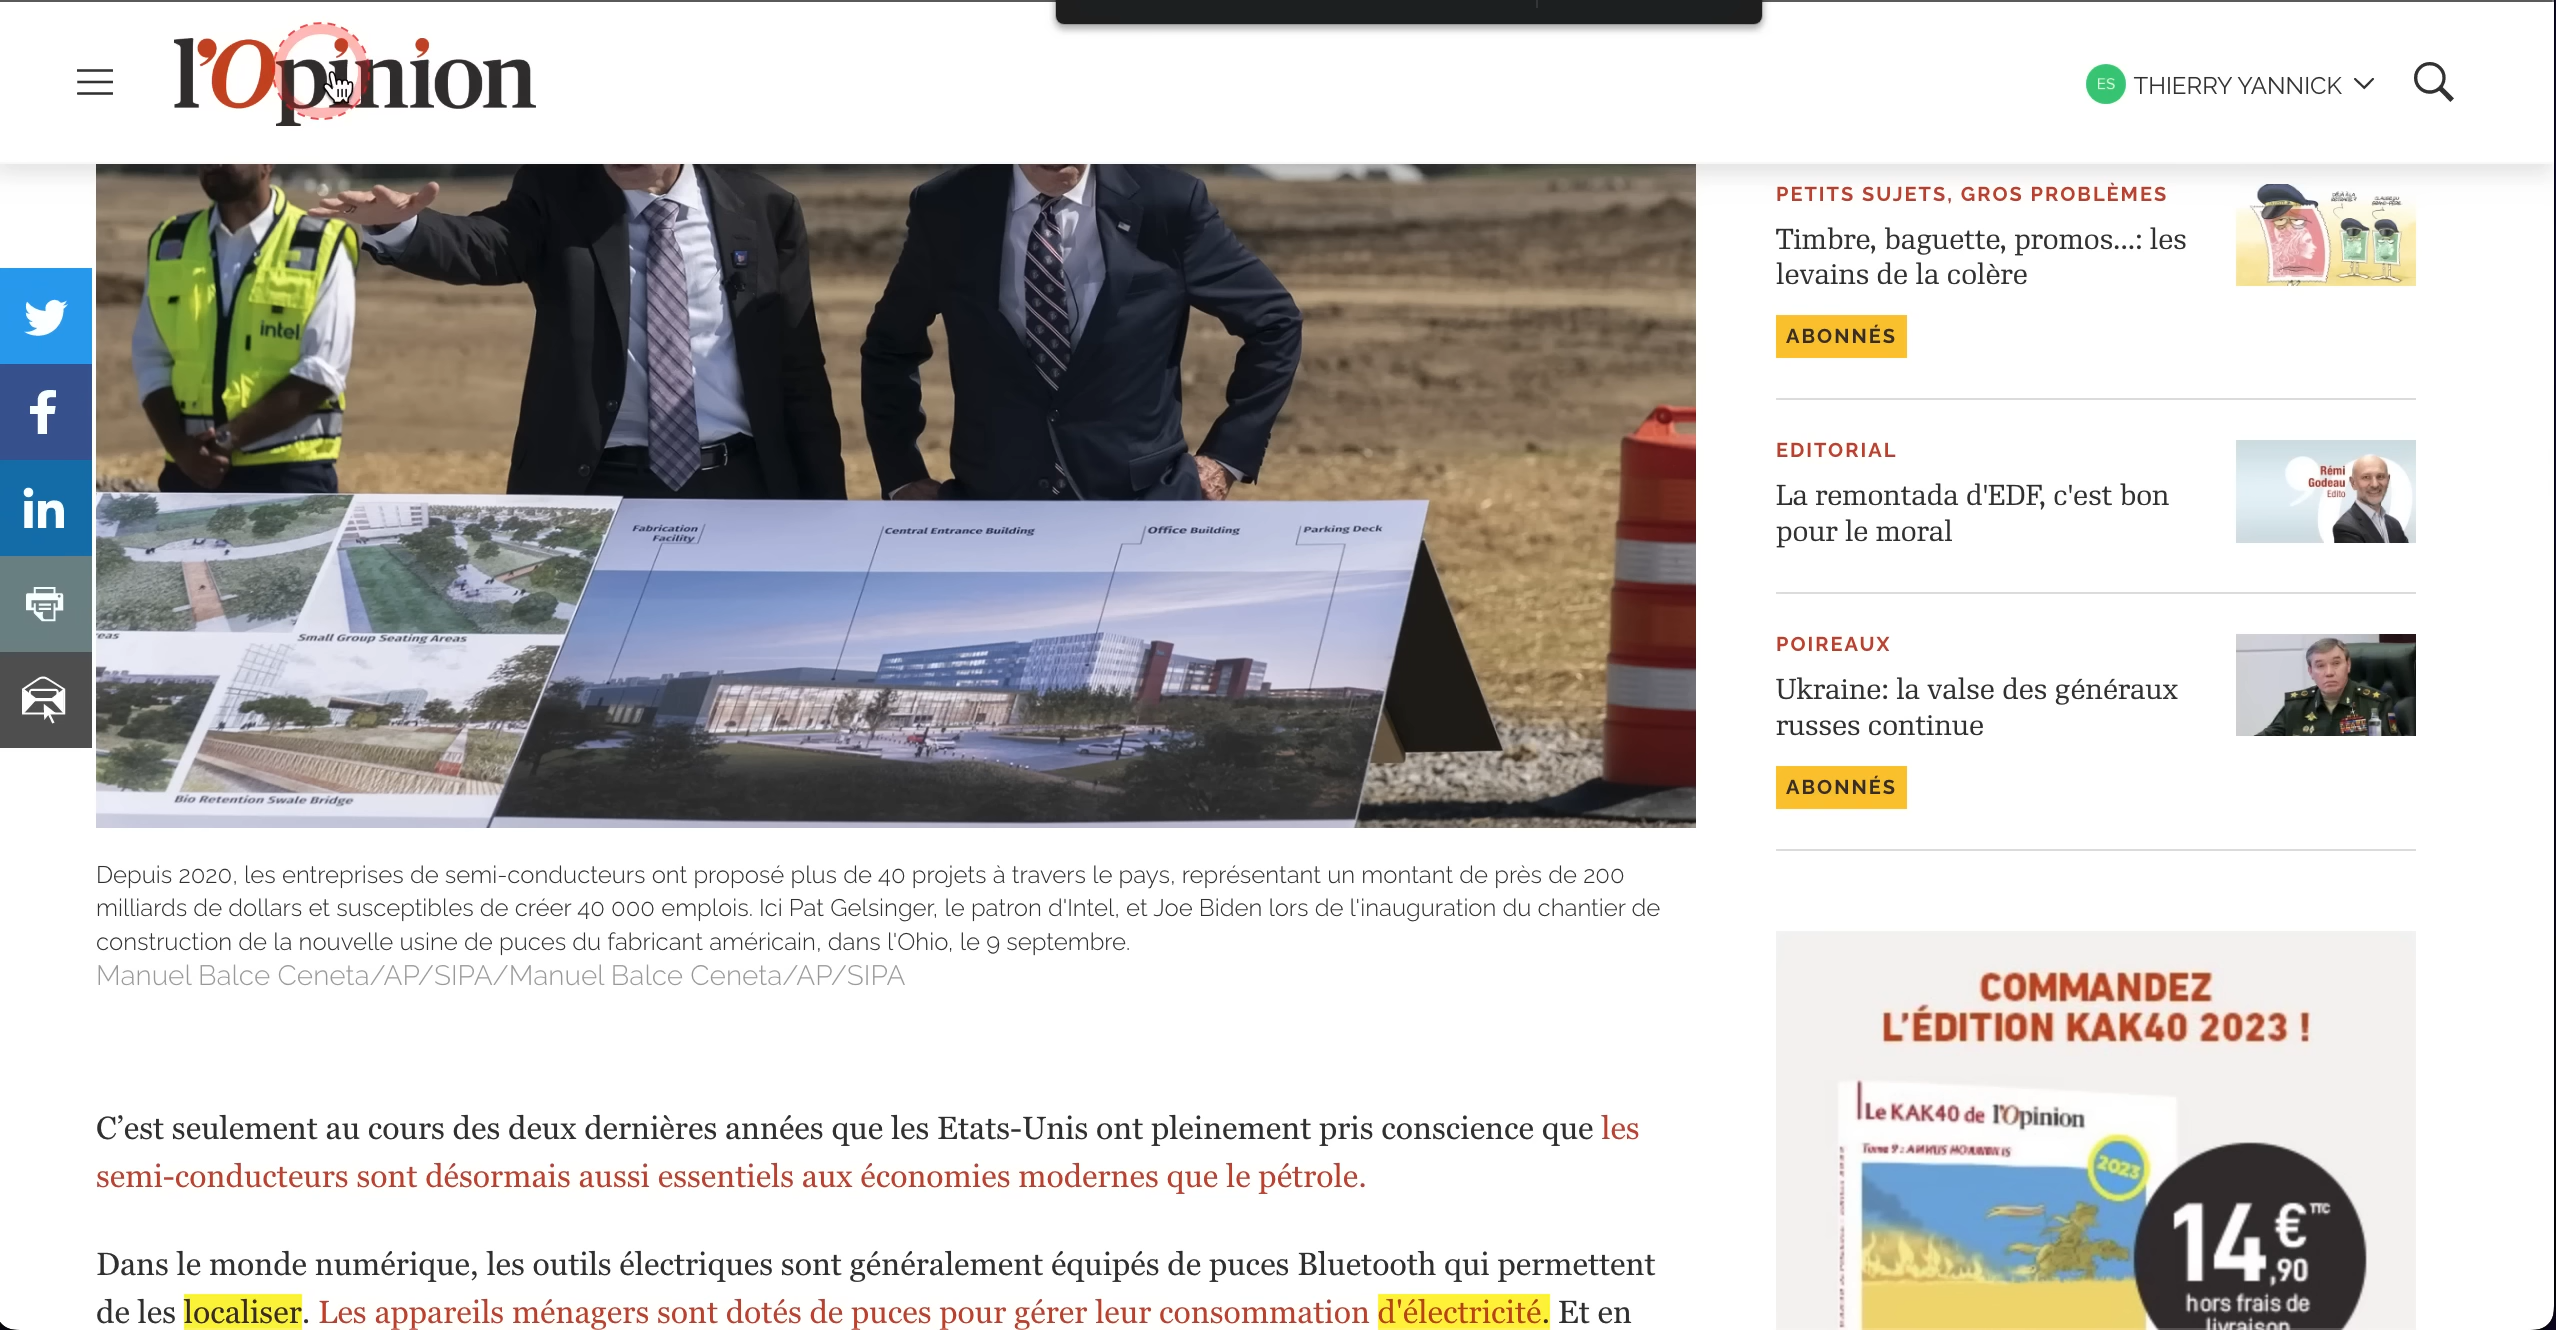 l'Opinion
ES THIERRY YANNICK
intel
Fabrication
Facility
Central Entrance Building
Office Building
Parking Deck
eas
Small Group Seating Areas
Bio Retention Swale Bridge
Depuis 2020, les entreprises de semi-conducteurs ont proposé plus de 40 projets à travers le pays, représentant un montant de près de 200
milliards de dollars et susceptibles de créer 40 000 emplois. Ici Pat Gelsinger, le patron d'Intel, et Joe Biden lors de l'inauguration du chantier de
construction de la nouvelle usine de puces du fabricant américain, dans l'Ohio, le 9 septembre.
Manuel Balce Ceneta/AP/SIPA/Manuel Balce Ceneta/AP/SIPA
C’est seulement au cours des deux dernières années que les Etats-Unis ont pleinement pris conscience que les
semi-conducteurs sont désormais aussi essentiels aux économies modernes que le pétrole.
Dans le monde numérique, les outils électriques sont généralement équipés de puces Bluetooth qui permettent
de les localiser. Les appareils ménagers sont dotés de puces pour gérer leur consommation d'électricité. Et en
PETITS SUJETS, GROS PROBLÈMES
Timbre, baguette, promos...: les
levains de la colère
ABONNÉS
EDITORIAL
La remontada d'EDF, c'est bon
pour le moral
Rémi
Godeau
Edito
POIREAUX
Ukraine: la valse des généraux
russes continue
ABONNÉS
COMMANDEZ
L'ÉDITION KAK40 2023 !
Le KAK40 de l'Opinion
Tome 9 : ANNUS HORRIBILIS
2023
14€ TTC
,90
hors frais de
livraison